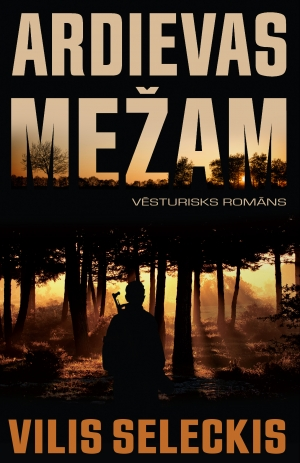 ARDIEVAS
MEŽAM
VĒSTURISKS ROMĀNS
VILIS SELECKIS